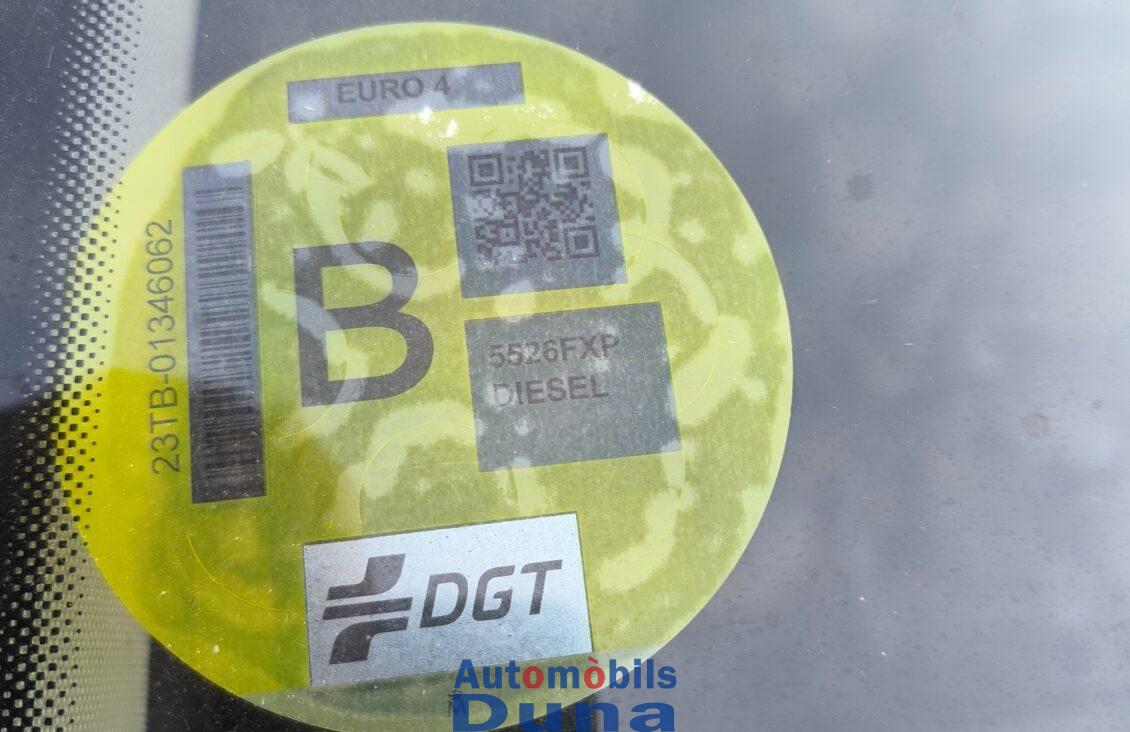 EURO 4
23TB-01346062
B
5526FXP
DIESEL
DGT
M
Automòbils
Duna